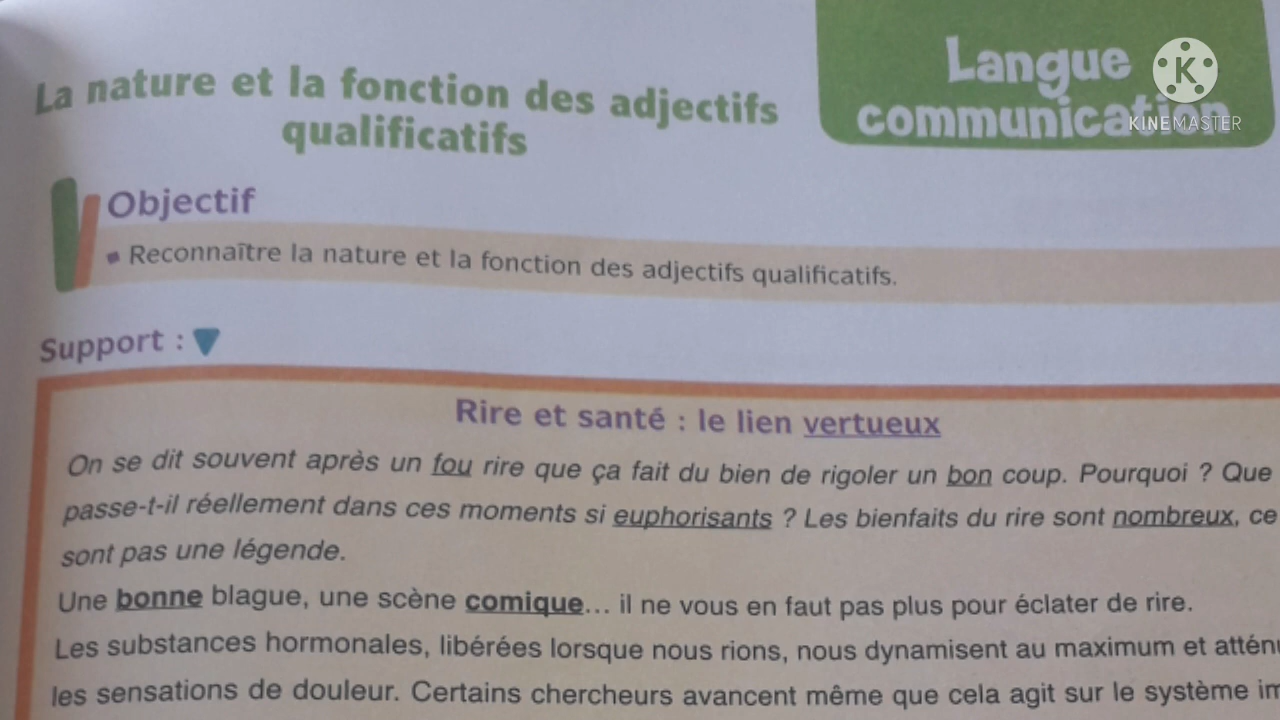 La nature et la fonction des adjectifs
qualificatifs
Langue
communication
K
KINEMASTER
Objectif
Reconnaître la nature et la fonction des adjectifs qualificatifs.
Support :
Rire et santé : le lien vertueux
On se dit souvent après un fou rire que ça fait du bien de rigoler un bon coup. Pourquoi ? Que
passe-t-il réellement dans ces moments si euphorisants ? Les bienfaits du rire sont nombreux, ce
sont pas une légende.
Une bonne blague, une scène comique... il ne vous en faut pas plus pour éclater de rire.
Les substances hormonales, libérées lorsque nous rions, nous dynamisent au maximum et
les sensations de douleur. Certains chercheurs avancent même que cela agit sur le système